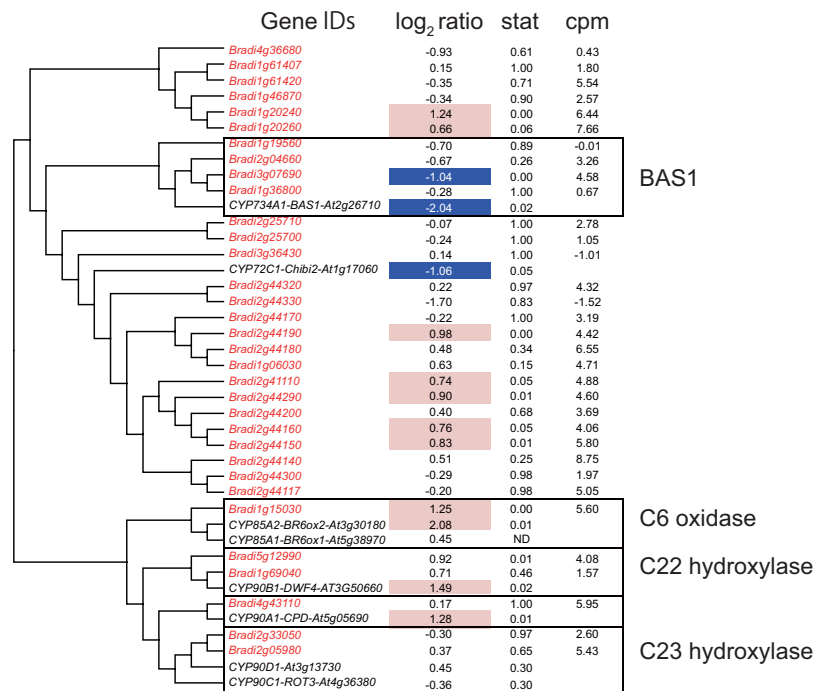 Gene IDs log2 ratio stat cpm
Bradi4g36680 -0.93 0.61 0.43
Bradi1g61407 0.15 1.00 1.80
Bradi1g61420 -0.35 0.71 5.54
Bradi1g46870 -0.34 0.90 2.57
Bradi1g20240 1.24 0.00 6.44
Bradi1g20260 0.66 0.06 7.66
Bradi1g19560 -0.70 0.89 -0.01
Bradi2g04660 -0.67 0.26 3.26
Bradi3g07690 -1.04 0.00 4.58 BAS1
Bradi1g36800 -0.28 1.00 0.67
CYP734A1-BAS1-At2g26710 -2.04 0.02
Bradi2g25710 -0.07 1.00 2.78
Bradi2g25700 -0.24 1.00 1.05
Bradi3g36430 0.14 1.00 -1.01
CYP72C1-Chibi2-At1g17060 -1.06 0.05
Bradi2g44320 0.22 0.97 4.32
Bradi2g44330 -1.70 0.83 -1.52
Bradi2g44170 -0.22 1.00 3.19
Bradi2g44190 0.98 0.00 4.42
Bradi2g44180 0.48 0.34 6.55
Bradi1g06030 0.63 0.15 4.71
Bradi2g41110 0.74 0.05 4.88
Bradi2g44290 0.90 0.01 4.60
Bradi2g44200 0.40 0.68 3.69
Bradi2g44160 0.76 0.05 4.06
Bradi2g44150 0.83 0.01 5.80
Bradi2g44140 0.51 0.25 8.75
Bradi2g44300 -0.29 0.98 1.97
Bradi2g44117 -0.20 0.98 5.05
Bradi1g15030 1.25 0.00 5.60
CYP85A2-BR6ox2-At3g30180 2.08 0.01 C6 oxidase
CYP85A1-BR6ox1-At5g38970 0.45 ND
Bradi5g12990 0.92 0.01 4.08 C22 hydroxylase
Bradi1g69040 0.71 0.46 1.57
CYP90B1-DWF4-AT3G50660 1.49 0.02
Bradi4g43110 0.17 1.00 5.95
CYP90A1-CPD-At5g05690 1.28 0.01
Bradi2g33050 -0.30 0.97 2.60
Bradi2g05980 0.37 0.65 5.43 C23 hydroxylase
CYP90D1-At3g13730 0.45 0.30
CYP90C1-ROT3-At4g36380 -0.36 0.30